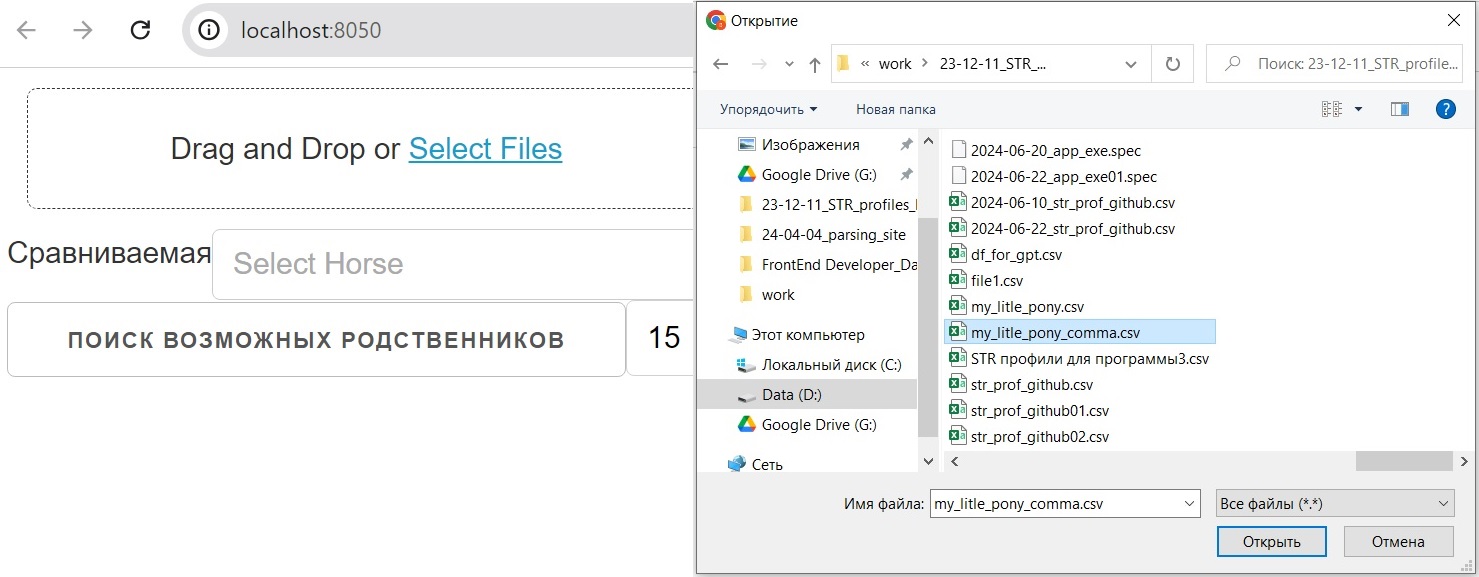 localhost:8050
Drag and Drop or Select Files
Сравниваемая
Select Horse
ПОИСК ВОЗМОЖНЫХ РОДСТВЕННИКОВ
15
Открытие
« work › 23-12-11_STR_...
Поиск: 23-12-11_STR_profile...
Упорядочить
Новая папка
?
Изображения
Google Drive (G:)
23-12-11_STR_profiles_
24-04-04_parsing_site
FrontEnd Developer_Da
work
Этот компьютер
Локальный диск (C:)
Data (D:)
Google Drive (G:)
Сеть
2024-06-20_app_exe.spec
2024-06-22_app_exe01.spec
2024-06-10_str_prof_github.csv
2024-06-22_str_prof_github.csv
df_for_gpt.csv
file1.csv
my_litle_pony.csv
my_litle_pony_comma.csv
STR профили для программы3.csv
str_prof_github.csv
str_prof_github01.csv
str_prof_github02.csv
Имя файла:
my_litle_pony_comma.csv
Все файлы (*.*)
Открыть
Отмена